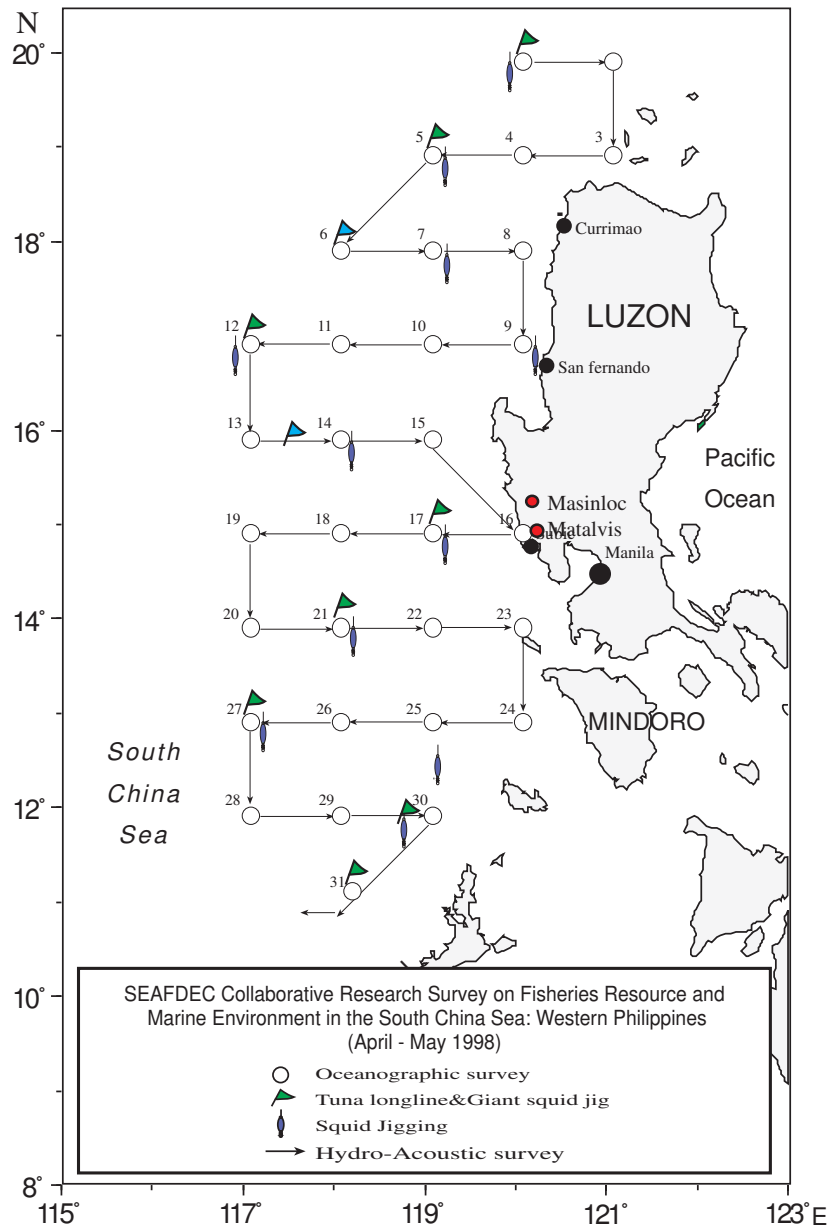 N
20°
5
4
3
18°
6
7
8
Currimao
LUZON
12
11
10
9
San fernando
16°
13
14
15
Pacific
Ocean
Masinloc
19
18
17
16
Matalvis
Subic
Manila
14°
20
21
22
23
27
26
25
24
MINDORO
South
China
Sea
12°
28
29
30
31
10°
SEAFDEC Collaborative Research Survey on Fisheries Resource and
Marine Environment in the South China Sea: Western Philippines
(April - May 1998)
Oceanographic survey
Tuna longline&Giant squid jig
Squid Jigging
Hydro-Acoustic survey
8°
115°
117°
119°
121°
123°E